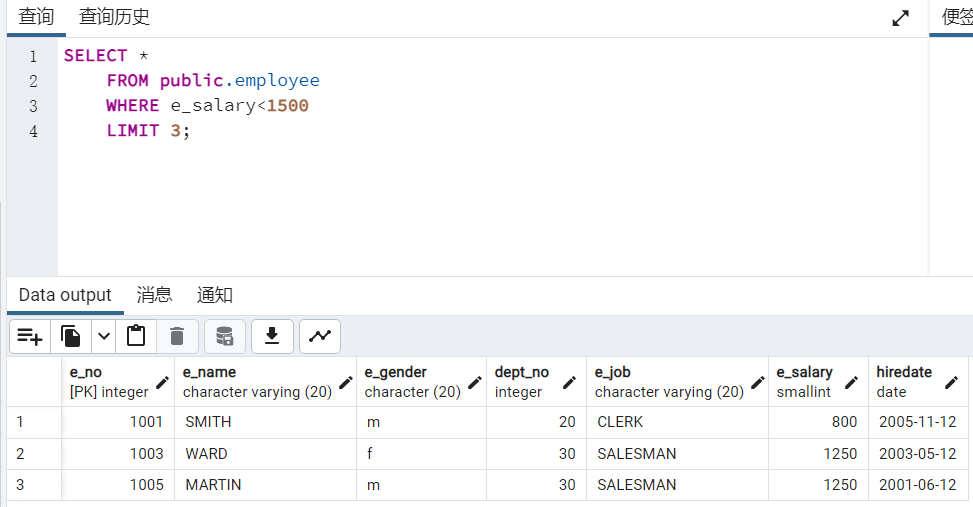 查询 查询历史 便签
1 SELECT *
2 FROM public.employee
3 WHERE e_salary<1500
4 LIMIT 3;
Data output 消息 通知
e_no e_name e_gender dept_no e_job e_salary hiredate
[PK] integer character varying (20) character (20) integer character varying (20) smallint date
1 1001 SMITH m 20 CLERK 800 2005-11-12
2 1003 WARD f 30 SALESMAN 1250 2003-05-12
3 1005 MARTIN m 30 SALESMAN 1250 2001-06-12